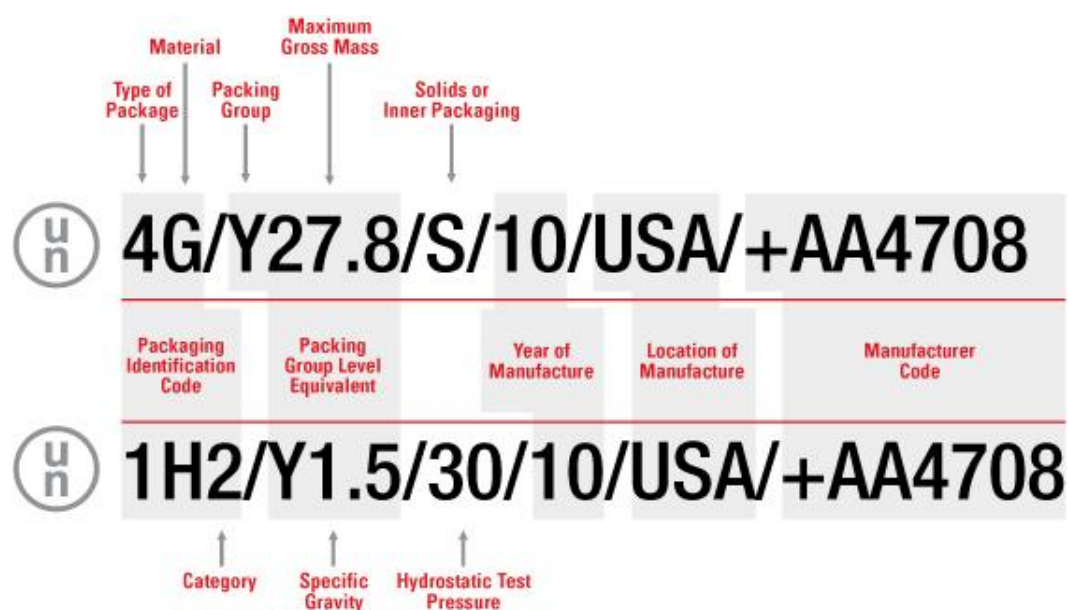 Maximum
Gross Mass
Material
Type of
Package
Packing
Group
Solids or
Inner Packaging
un 4G/Y27.8/S/10/USA/+AA4708
Packaging
Identification
Code
Packing
Group Level
Equivalent
Year of
Manufacture
Location of
Manufacture
Manufacturer
Code
un 1H2/Y1.5/30/10/USA/+AA4708
Category
Specific
Gravity
Hydrostatic Test
Pressure